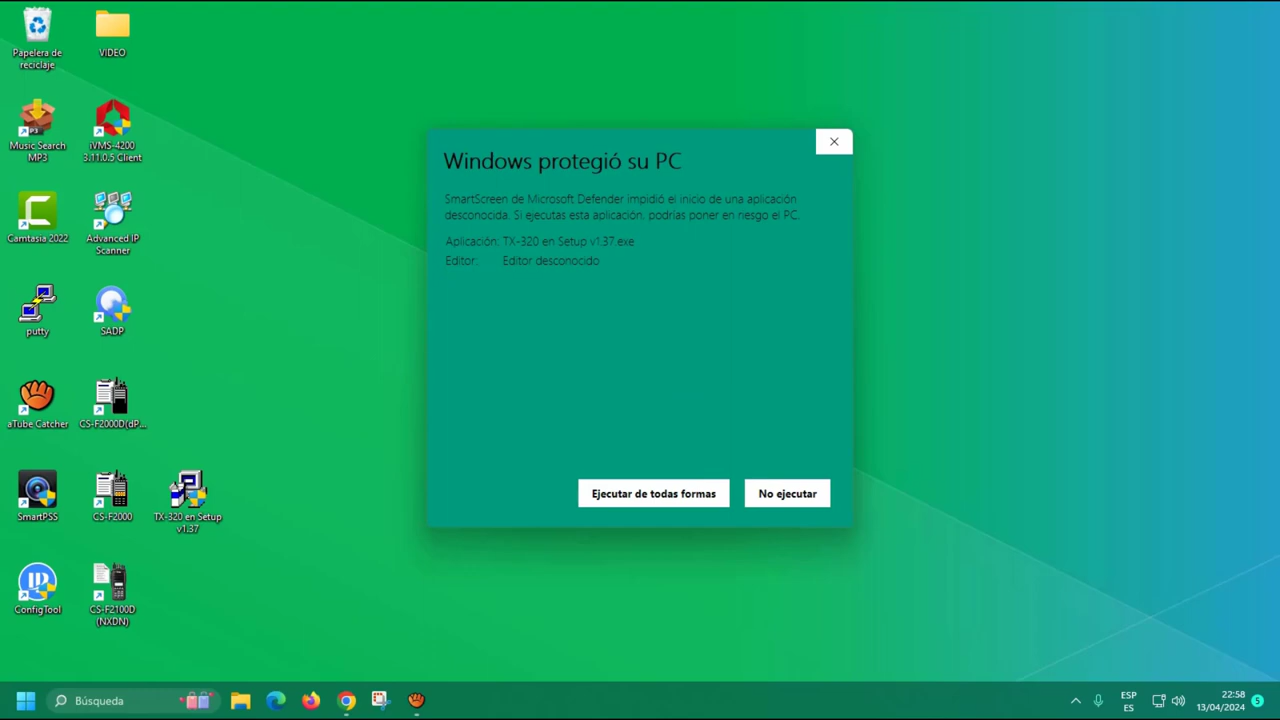 Papelera de
reciclaje
VIDEO
Music Search
MP3
iVMS-4200
3.11.0.5 Client
Camtasia 2022
Advanced IP
Scanner
putty
SADP
aTube Catcher
CS-F2000D(dP...
SmartPSS
CS-F2000
TX-320 en Setup
v1.37
ConfigTool
CS-F2100D
(NXDN)
Windows protegió su PC
SmartScreen de Microsoft Defender impidió el inicio de una aplicación
desconocida. Si ejecutas esta aplicación, podrías poner en riesgo el PC.
Aplicación: TX-320 en Setup v1.37.exe
Editor: Editor desconocido
Ejecutar de todas formas
No ejecutar
Búsqueda
ESP
ES
22:58
13/04/2024
5